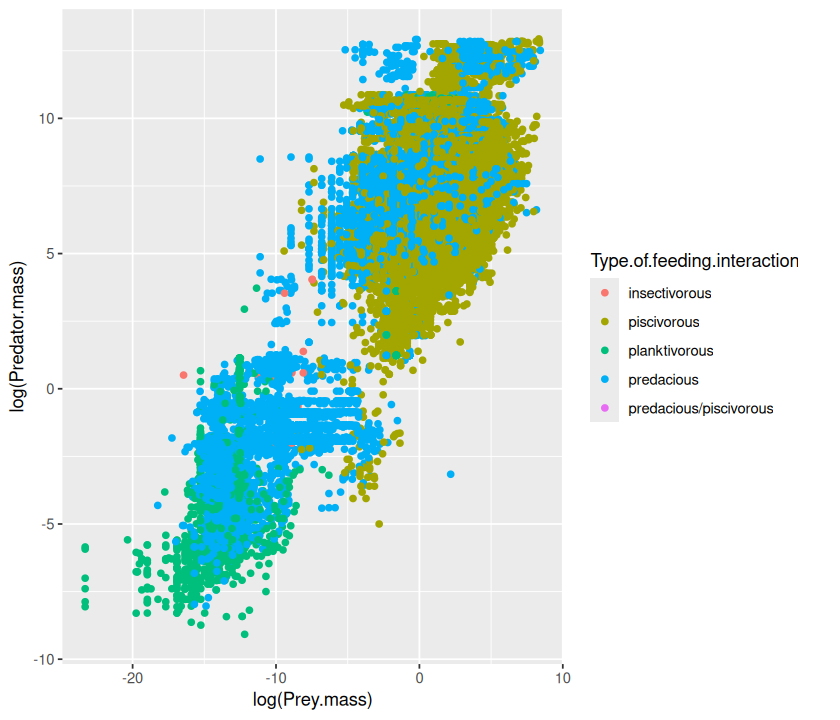 10
5
0
-5
-10
-20
-10
0
10
log(Prey.mass)
log(Predator.mass)
Type.of.feeding.interaction
insectivorous
piscivorous
planktivorous
predacious
predacious/piscivorous